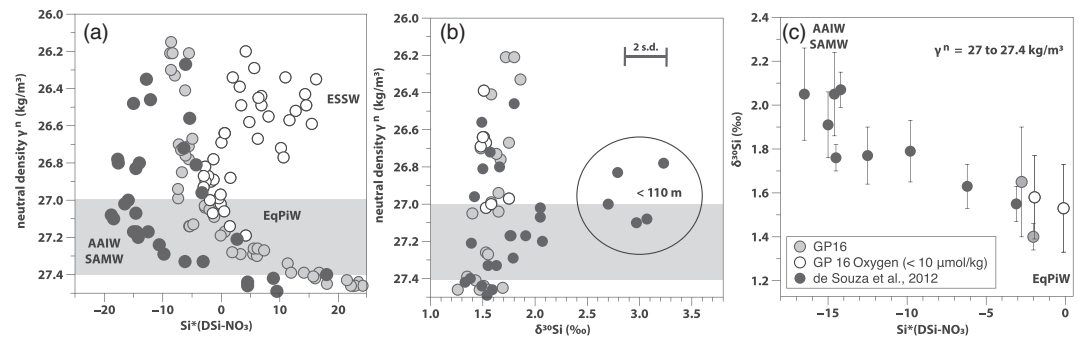 (a)
26.0
26.2
26.4
26.6
26.8
27.0
27.2
27.4
neutral density γⁿ (kg/m³)
ESSW
EqPiW
AAIW
SAMW
−20
−10
0
10
20
Si*(DSi-NO₃)
(b)
26.0
26.2
26.4
26.6
26.8
27.0
27.2
27.4
neutral density γⁿ (kg/m³)
2 s.d.
< 110 m
1.0
1.5
2.0
2.5
3.0
3.5
δ³⁰Si (‰)
(c)
2.4
2.2
2.0
1.8
1.6
1.4
1.2
δ³⁰Si (‰)
AAIW
SAMW
γⁿ = 27 to 27.4 kg/m³
GP16
GP 16 Oxygen (< 10 μmol/kg)
de Souza et al., 2012
EqPiW
−15
−10
−5
0
Si*(DSi-NO₃)